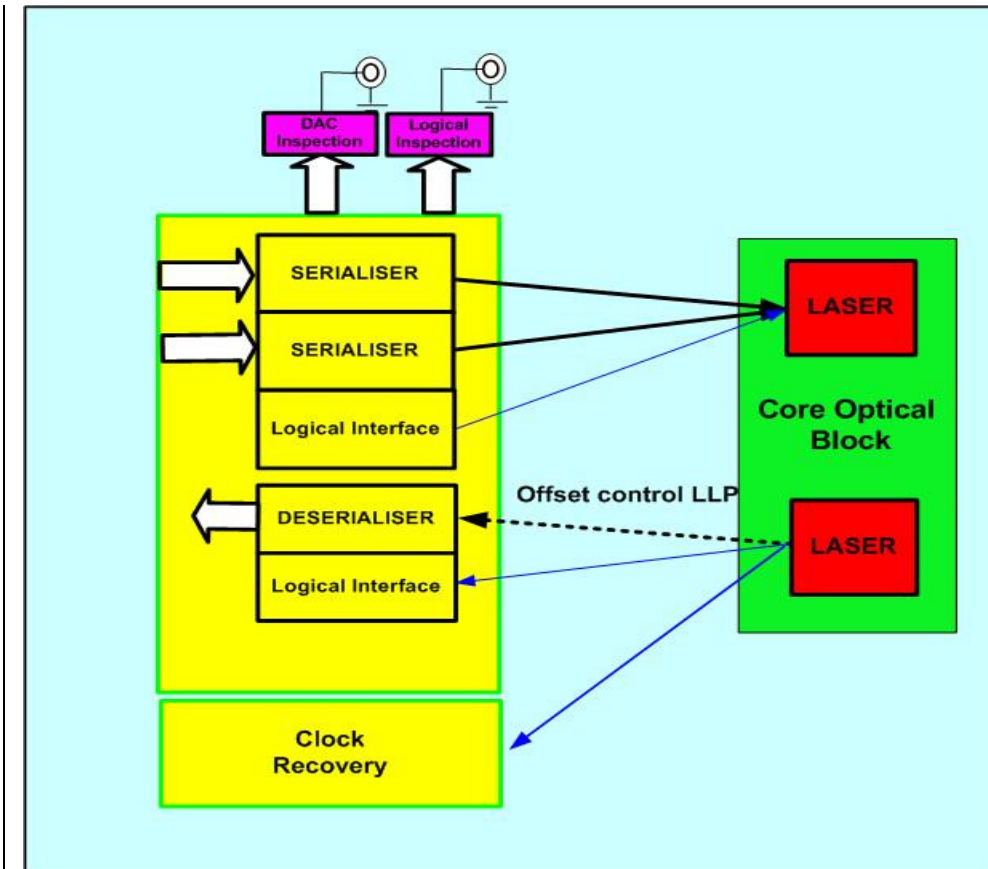 DAC
Inspection
Logical
Inspection
SERIALISER
LASER
SERIALISER
Core Optical
Block
Logical Interface
Offset control LLP
DESERIALISER
LASER
Logical Interface
Clock
Recovery